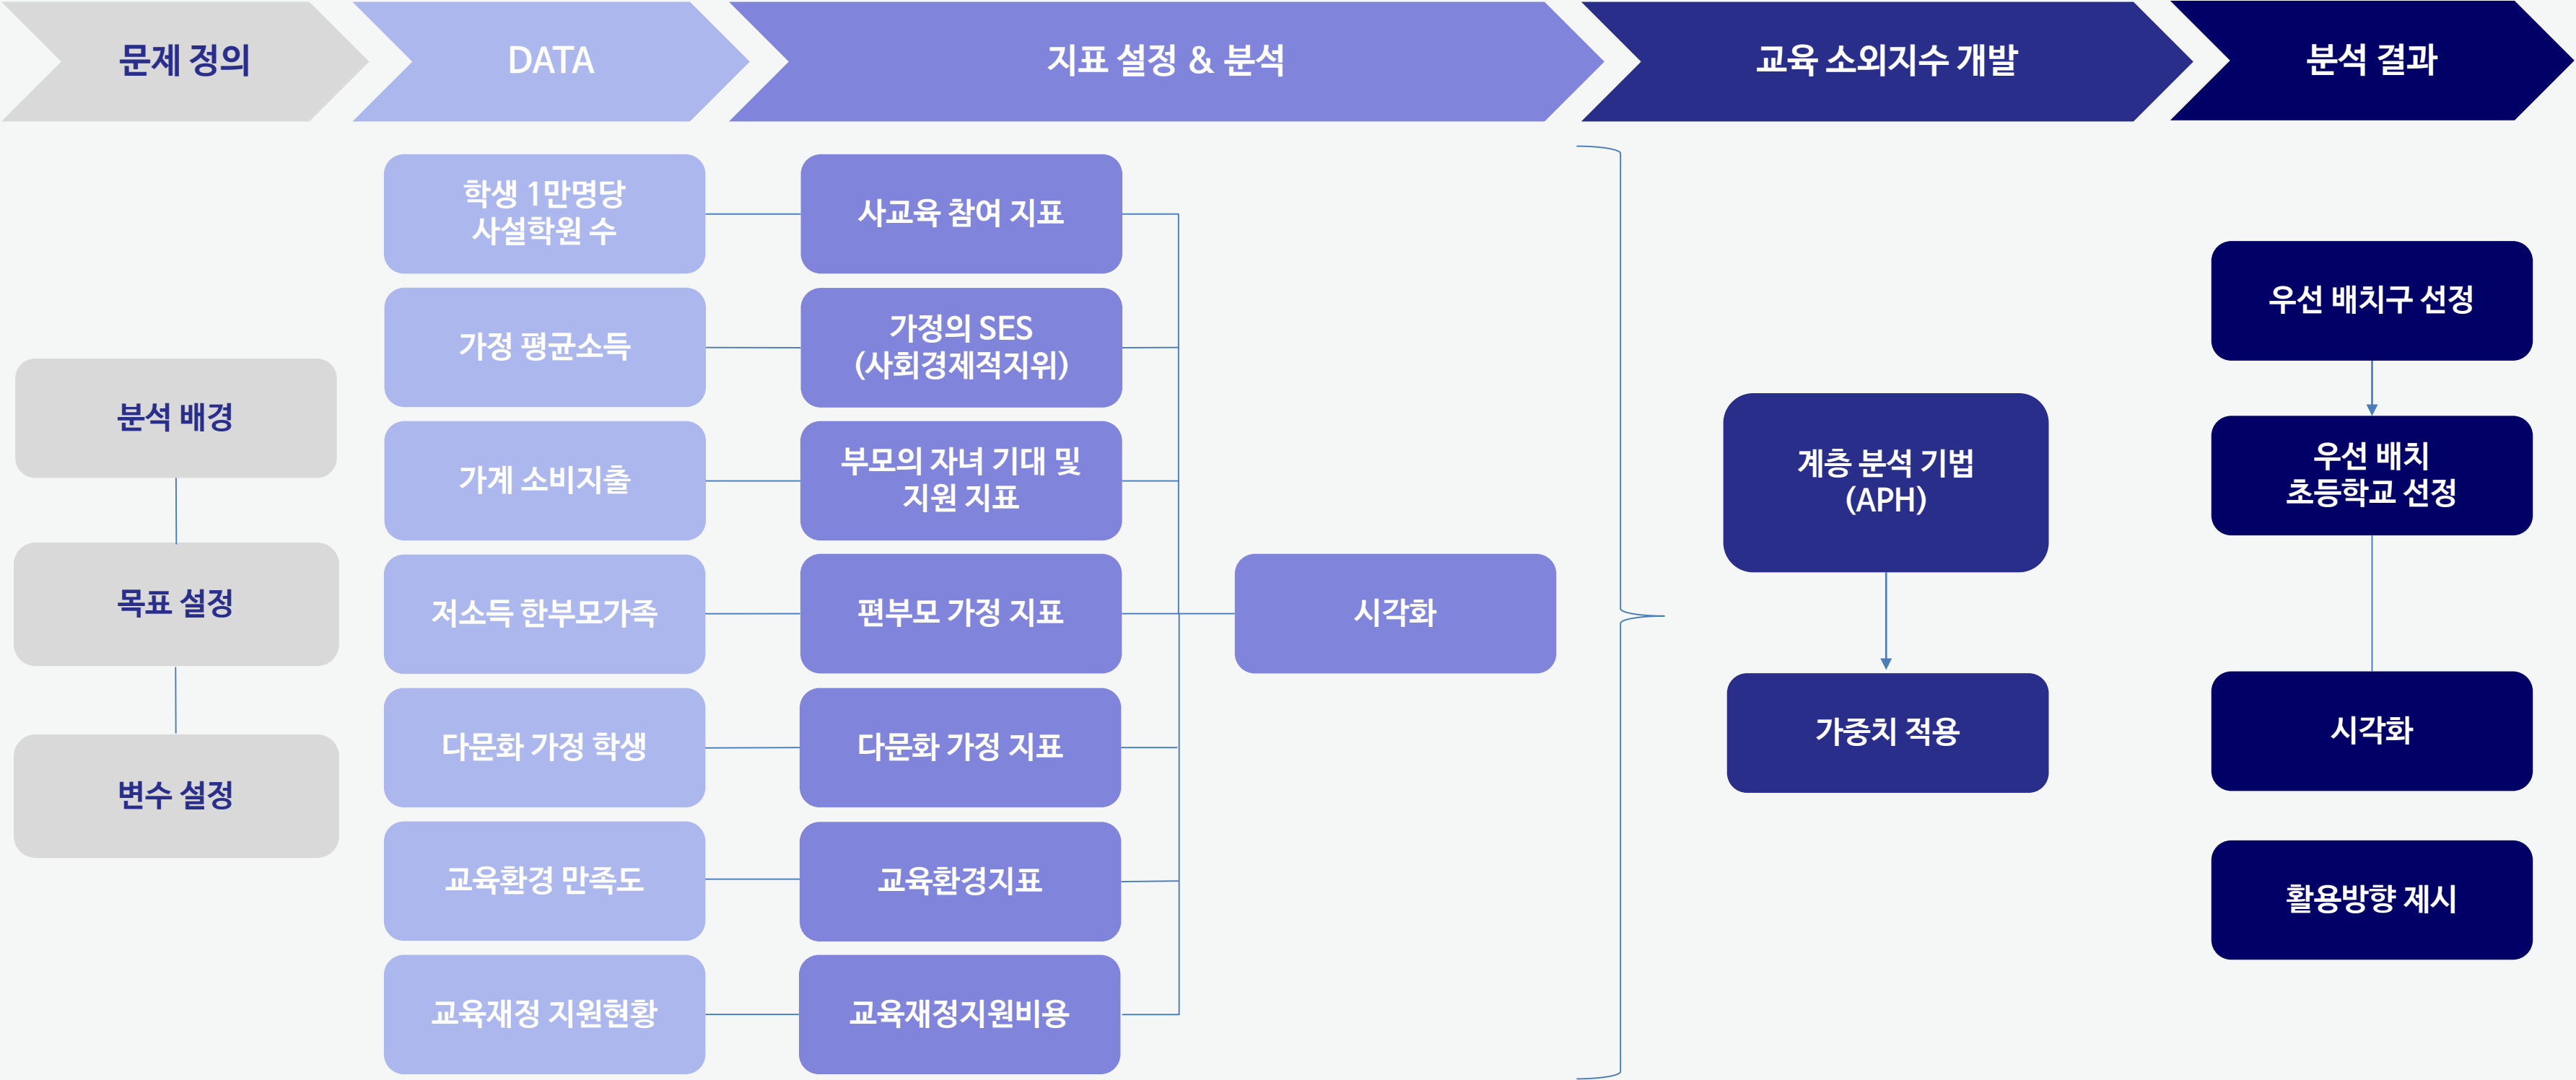 문제 정의
DATA
지표 설정 & 분석
교육 소외지수 개발
분석 결과
분석 배경
목표 설정
변수 설정
학생 1만명당
사설학원 수
가정 평균소득
가계 소비지출
저소득 한부모가족
다문화 가정 학생
교육환경 만족도
교육재정 지원현황
사교육 참여 지표
가정의 SES
(사회경제적지위)
부모의 자녀 기대 및
지원 지표
편부모 가정 지표
다문화 가정 지표
교육환경지표
교육재정지원비용
시각화
계층 분석 기법
(APH)
가중치 적용
우선 배치구 선정
우선 배치
초등학교 선정
시각화
활용방향 제시